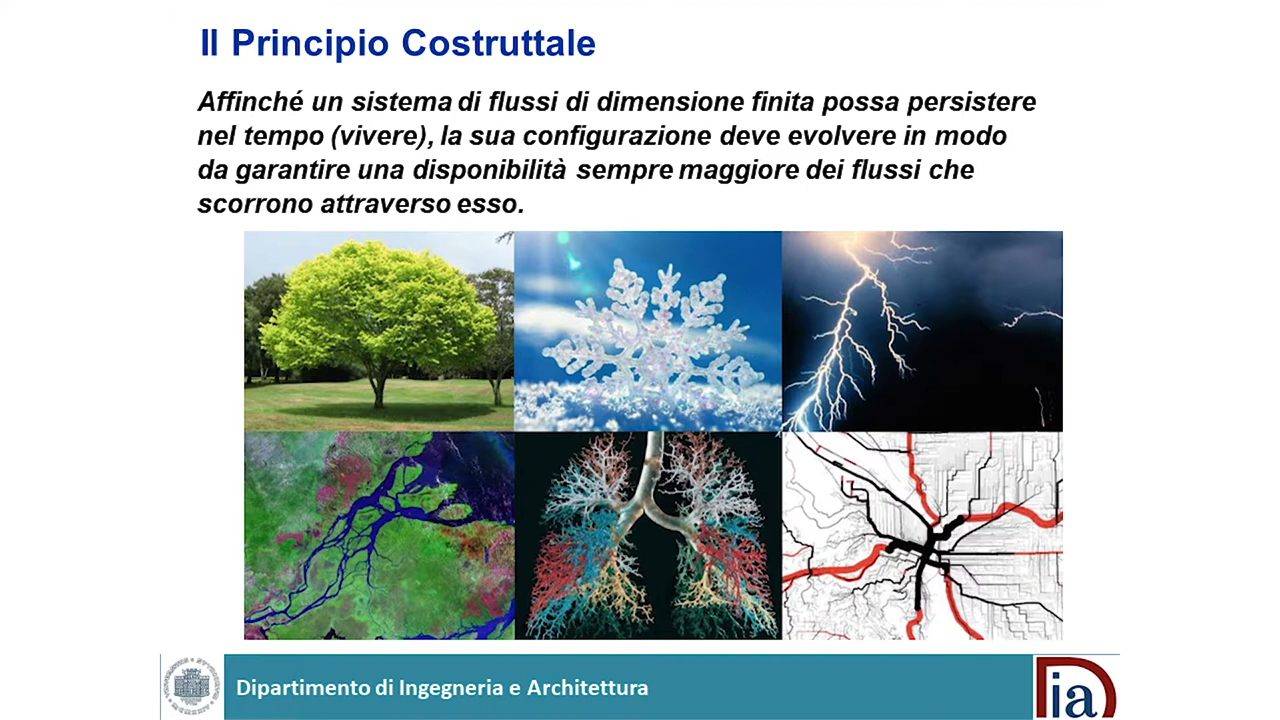 Il Principio Costruttale
Affinché un sistema di flussi di dimensione finita possa persistere
nel tempo (vivere), la sua configurazione deve evolvere in modo
da garantire una disponibilità sempre maggiore dei flussi che
scorrono attraverso esso.
Dipartimento di Ingegneria e Architettura
Dia